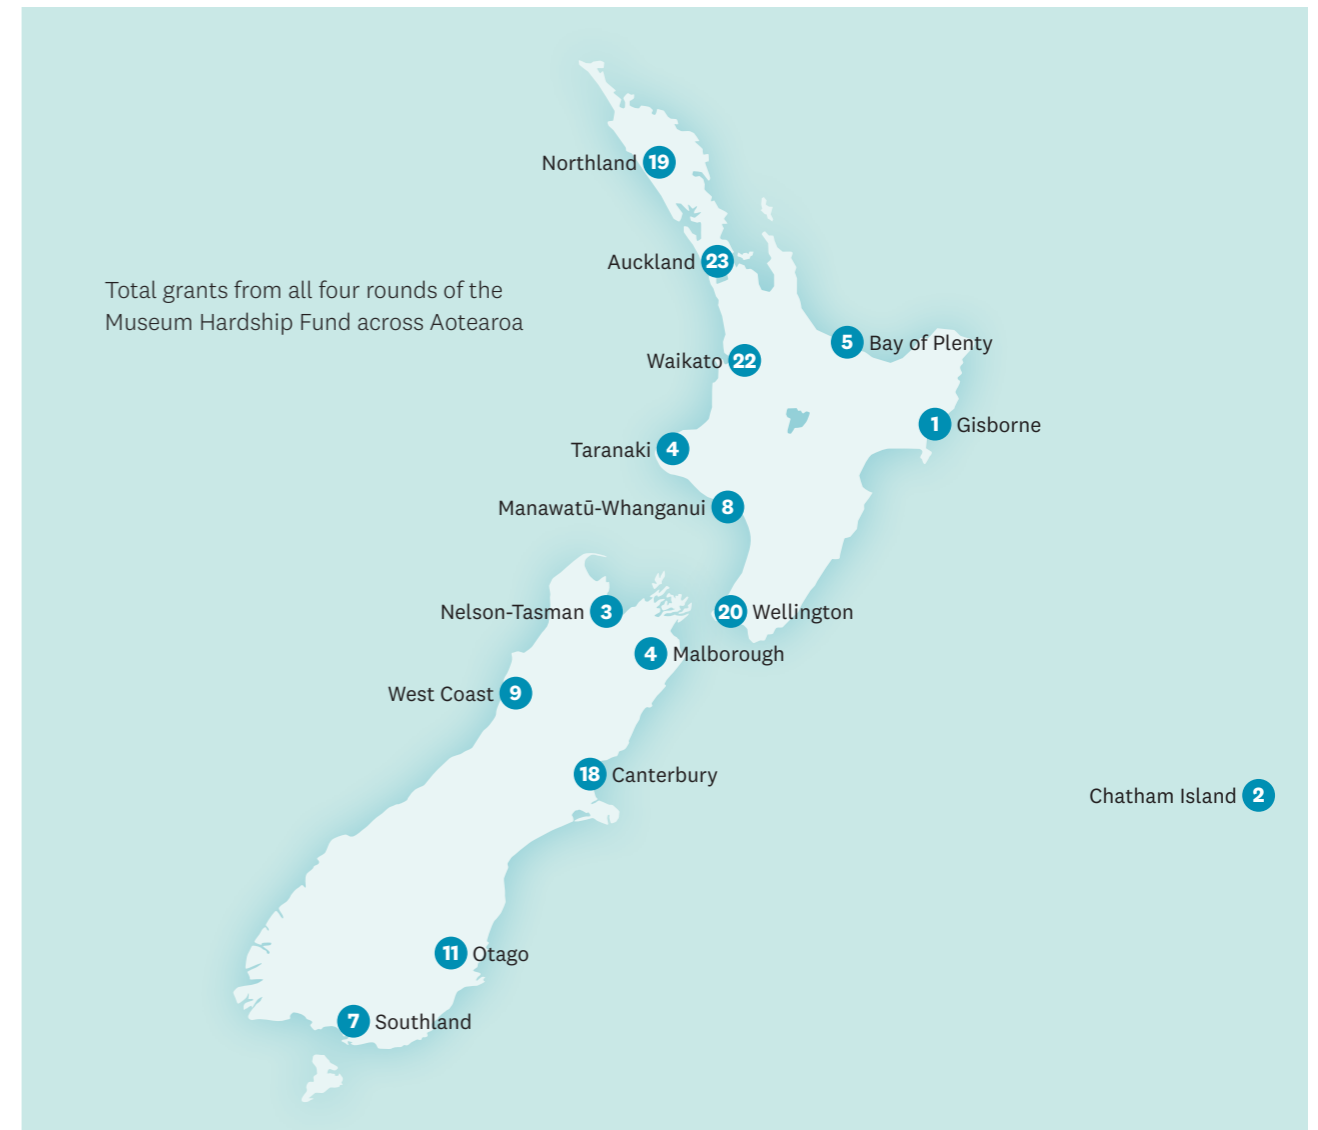 Northland 19
Auckland 23
Total grants from all four rounds of the
Museum Hardship Fund across Aotearoa
5 Bay of Plenty
Waikato 22
1 Gisborne
Taranaki 4
Manawatū-Whanganui 8
Nelson-Tasman 3
20 Wellington
4 Malborough
West Coast 9
18 Canterbury
Chatham Island 2
11 Otago
7 Southland